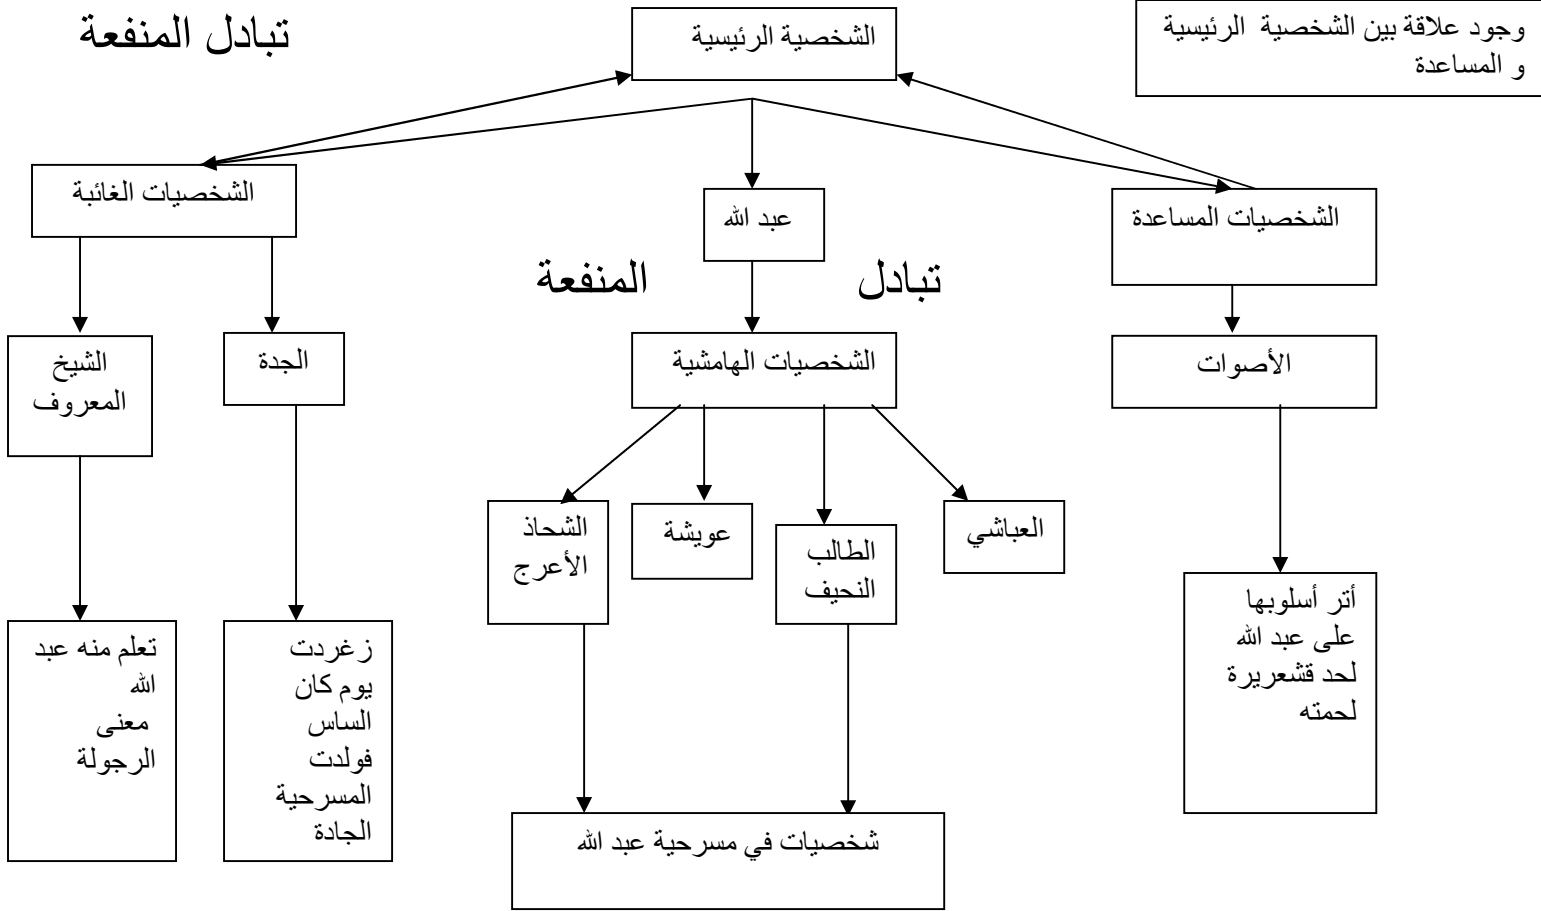 وجود علاقة بين الشخصية الرئيسية
و المساعدة
الشخصية الرئيسية
تبادل المنفعة
الشخصيات المساعدة
عبد الله
الشخصيات الغائبة
تبادل المنفعة
الأصوات
الشخصيات الهامشية
الجدة
الشيخ
المعروف
العباشي
الطالب
النحيف
عويشة
الشحاذ
الأعرج
أتر أسلوبها
على عبد الله
لحد قشعريرة
لحمته
زغردت
يوم كان
الساس
فولدت
المسرحية
الجادة
تعلم منه عبد
الله
معنى
الرجولة
شخصيات في مسرحية عبد الله